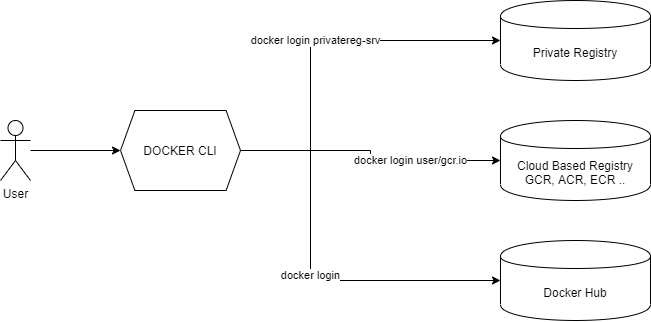 docker login privatereg-srv
Private Registry
DOCKER CLI
docker login user/gcr.io
Cloud Based Registry
GCR, ACR, ECR ..
User
docker login
Docker Hub